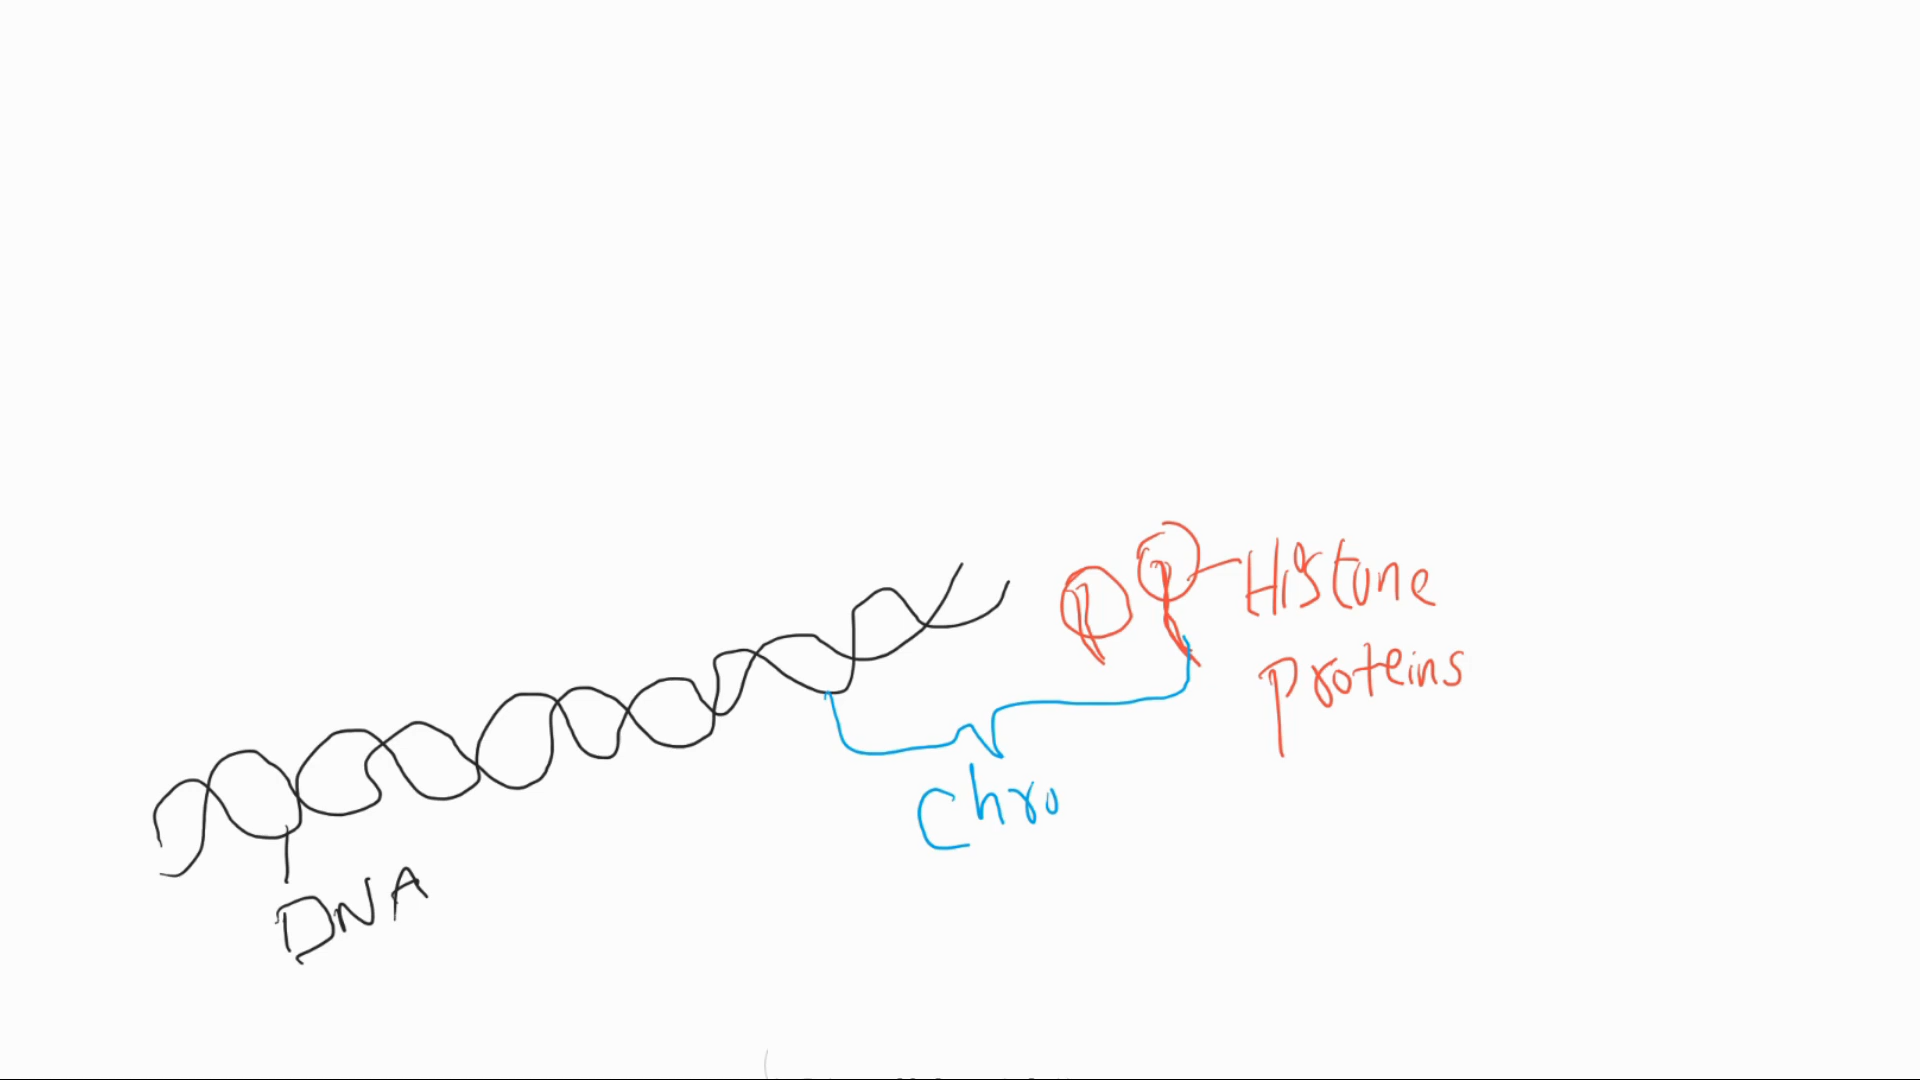 Histone
proteins
P P
Chro
DNA